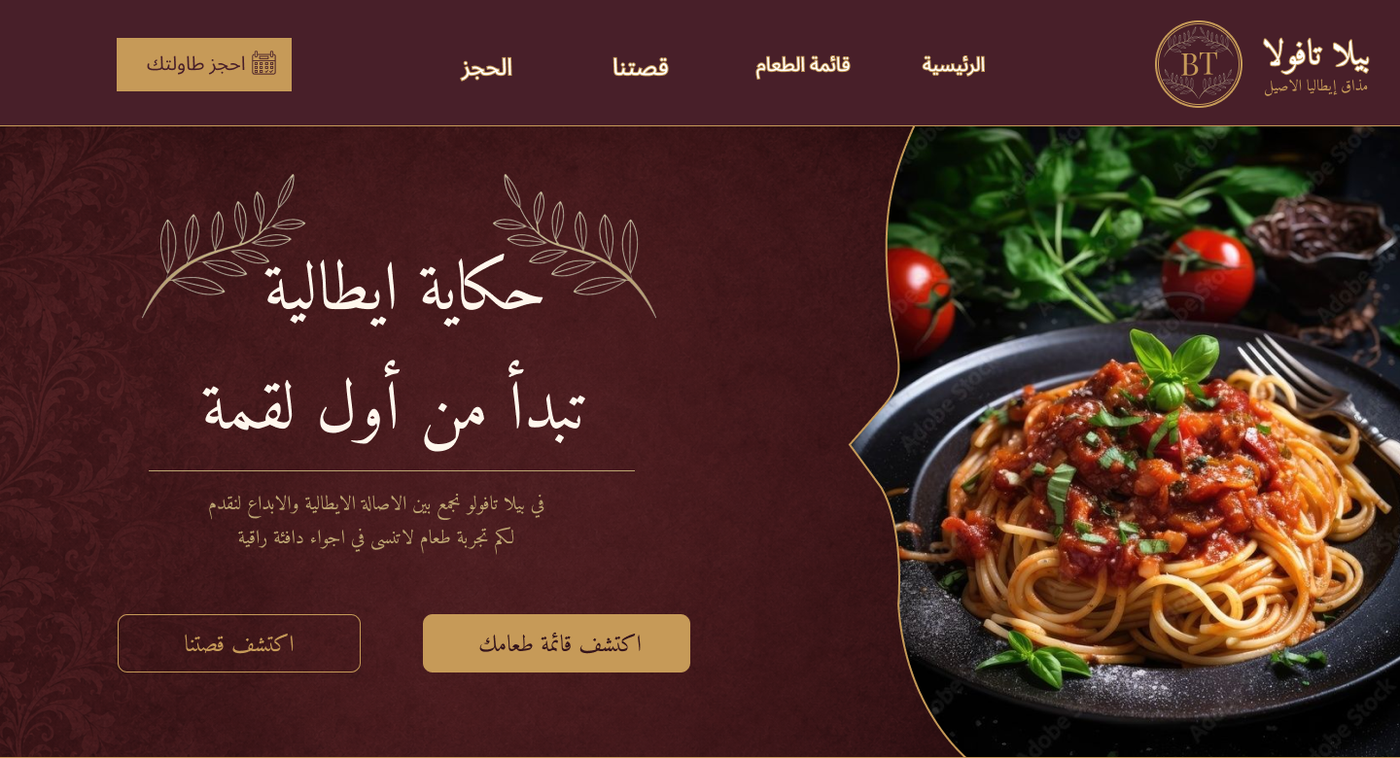 بيلا تافولا
مذاق إيطاليا الاصيل
BT
الرئيسية
قائمة الطعام
قصتنا
الحجز
احجز طاولتك
حكاية ايطالية
تبدأ من أول لقمة
في بيلا تافولو نجمع بين الاصالة الايطالية والابداع لنقدم
لكم تجربة طعام لاتنسى في اجواء دافئة راقية
اكتشف قائمة طعامك
اكتشف قصتنا
Adobe Stock